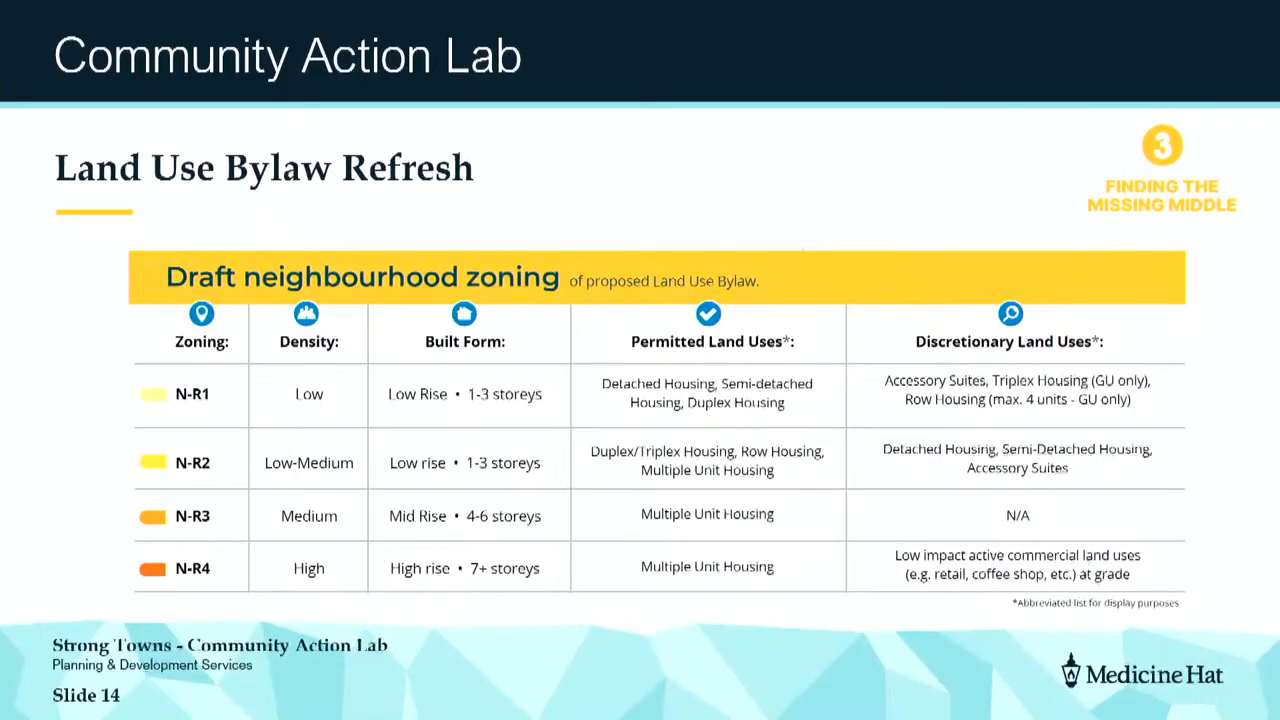 Community Action Lab
Land Use Bylaw Refresh
3
FINDING THE
MISSING MIDDLE
Draft neighbourhood zoning of proposed Land Use Bylaw.
Zoning: Density: Built Form: Permitted Land Uses*: Discretionary Land Uses*:
N-R1 Low Low Rise • 1-3 storeys
Detached Housing, Semi-detached
Housing, Duplex Housing
Accessory Suites, Triplex Housing (GU only),
Row Housing (max. 4 units - GU only)
N-R2 Low-Medium Low rise • 1-3 storeys
Duplex/Triplex Housing, Row Housing,
Multiple Unit Housing
Detached Housing, Semi-Detached Housing,
Accessory Suites
N-R3 Medium Mid Rise • 4-6 storeys Multiple Unit Housing N/A
N-R4 High High rise • 7+ storeys Multiple Unit Housing
Low impact active commercial land uses
(e.g. retail, coffee shop, etc.) at grade
*Abbreviated list for display purposes
Strong Towns - Community Action Lab
Planning & Development Services
Slide 14
Medicine Hat